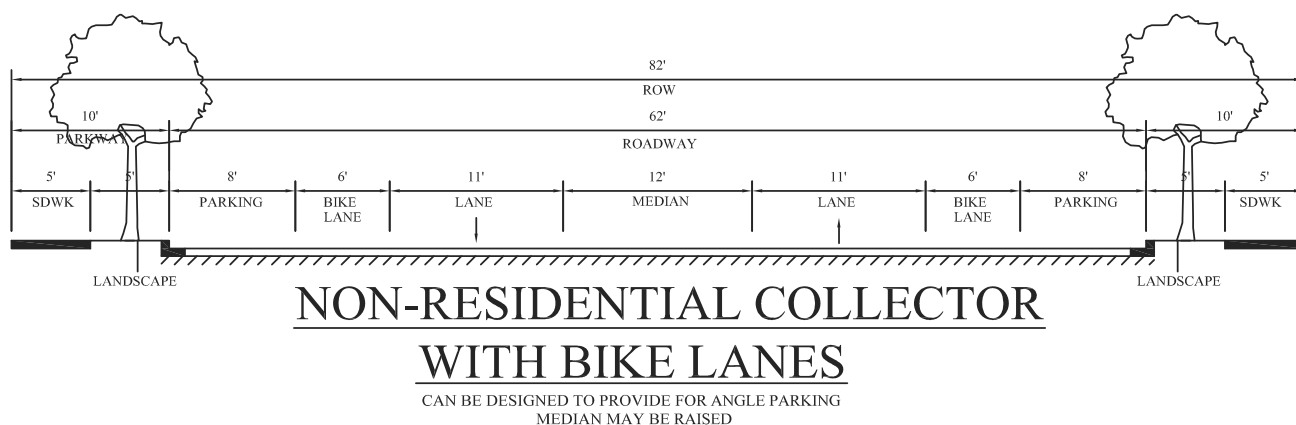 82'
ROW
10' 62' 10'
PARKWAY ROADWAY
5' 5' 8' 6' 11' 12' 11' 6' 8' 5' 5'
SDWK PARKING BIKE LANE MEDIAN LANE BIKE PARKING SDWK
LANE LANE
LANDSCAPE LANDSCAPE
NON-RESIDENTIAL COLLECTOR
WITH BIKE LANES
CAN BE DESIGNED TO PROVIDE FOR ANGLE PARKING
MEDIAN MAY BE RAISED